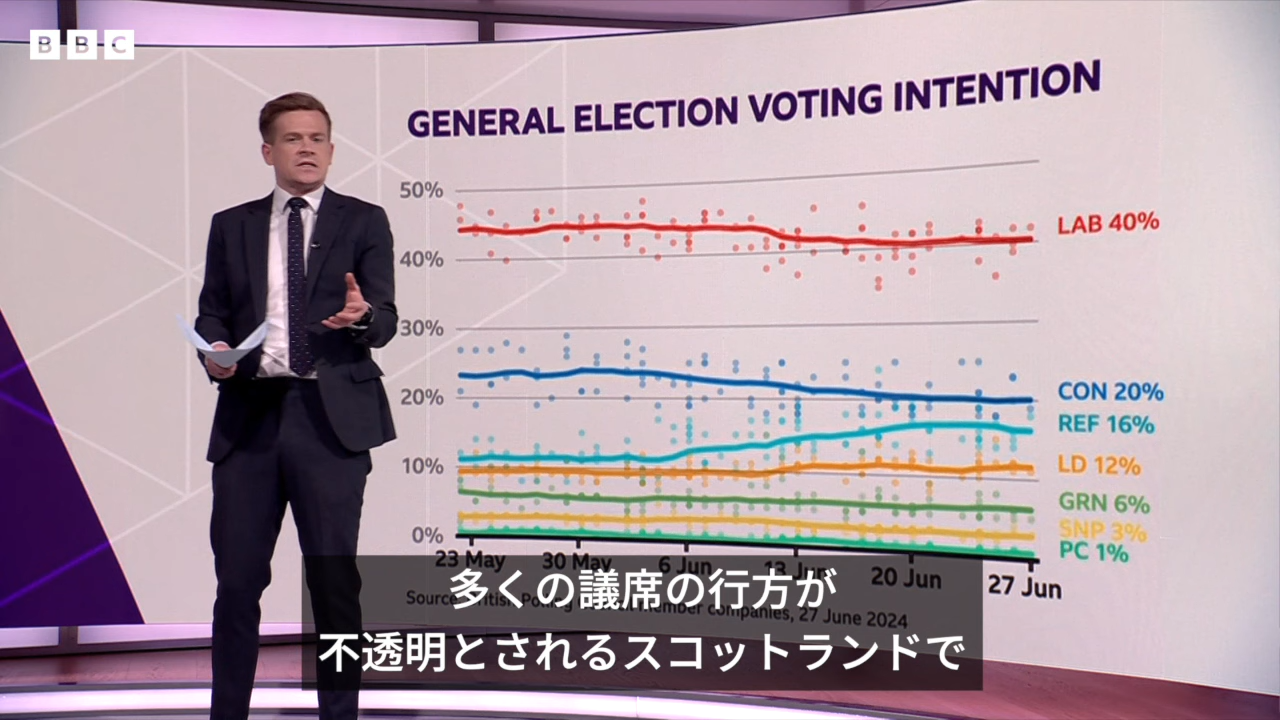 BBC
GENERAL ELECTION VOTING INTENTION
50%
40%
30%
20%
10%
0%
LAB 40%
CON 20%
REF 16%
LD 12%
GRN 6%
SNP 3%
PC 1%
23 May
30 May
6 Jun
13 Jun
20 Jun
27 Jun
member companies, 27 June 2024
多くの議席の行方が
不透明とされるスコットランドで